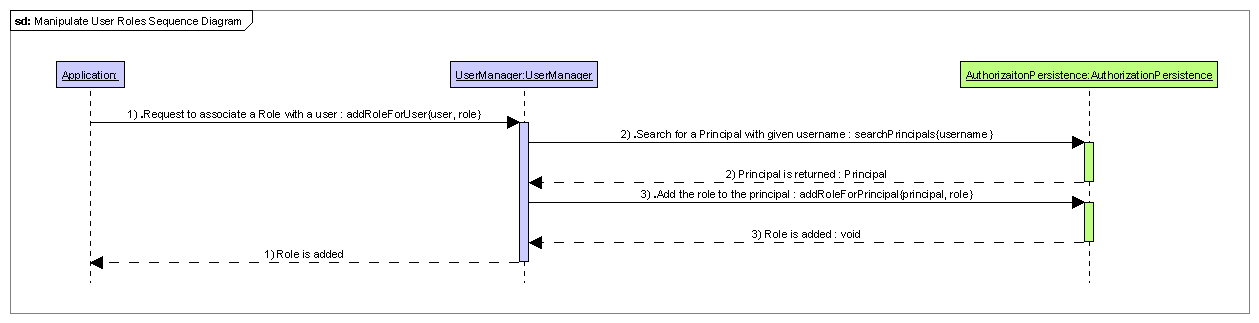 sd: Manipulate User Roles Sequence Diagram
Application:
UserManager:UserManager
AuthorizaitonPersistence:AuthorizationPersistence
1) .Request to associate a Role with a user : addRoleForUser{user, role}
2) .Search for a Principal with given username : searchPrincipals{username }
2) Principal is returned : Principal
3) .Add the role to the principal : addRoleForPrincipal{principal, role}
3) Role is added : void
1) Role is added